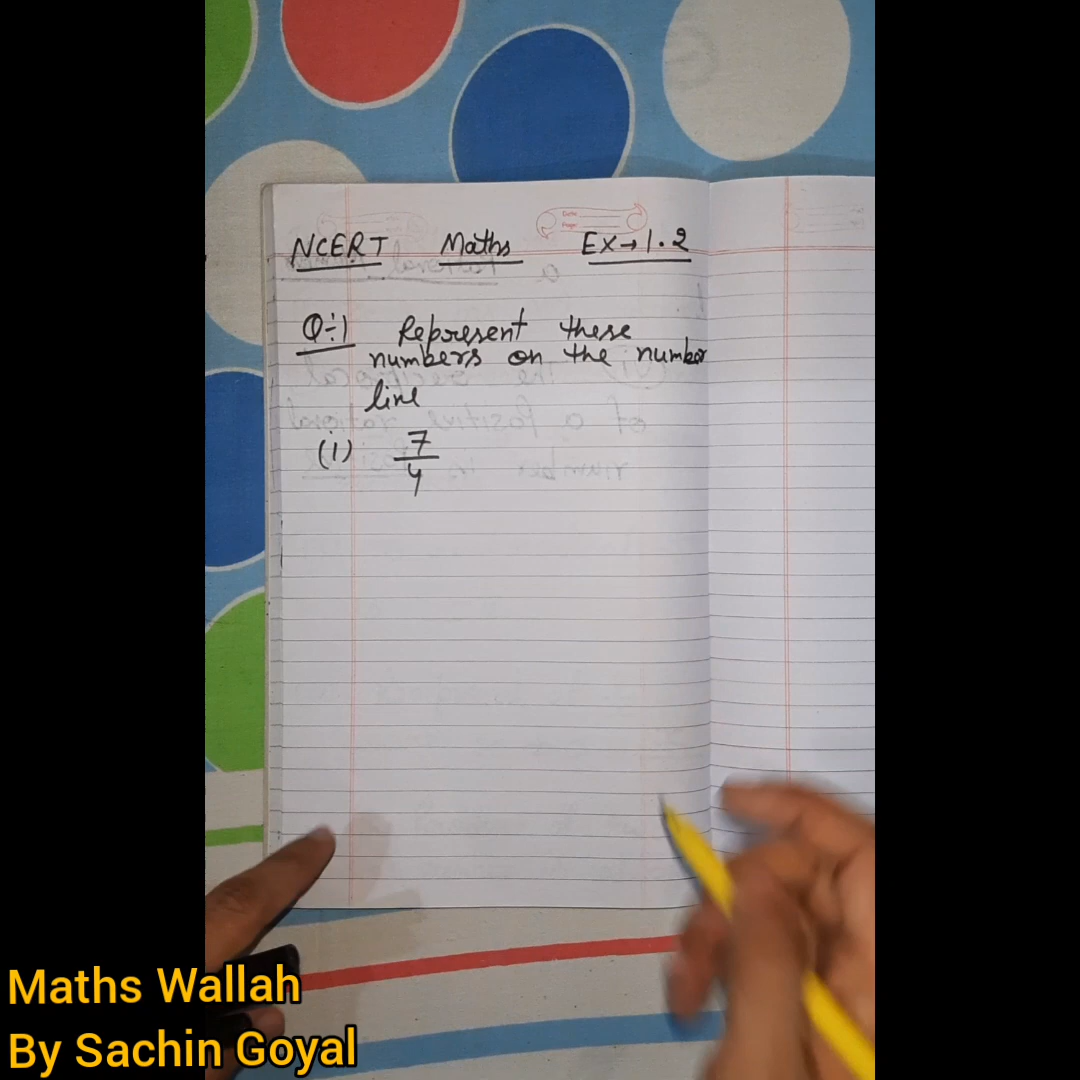 NCERT Maths Ex→1.2
Q÷1 Represent these
numbers on the number
line
(i) 7/4
Maths Wallah
By Sachin Goyal